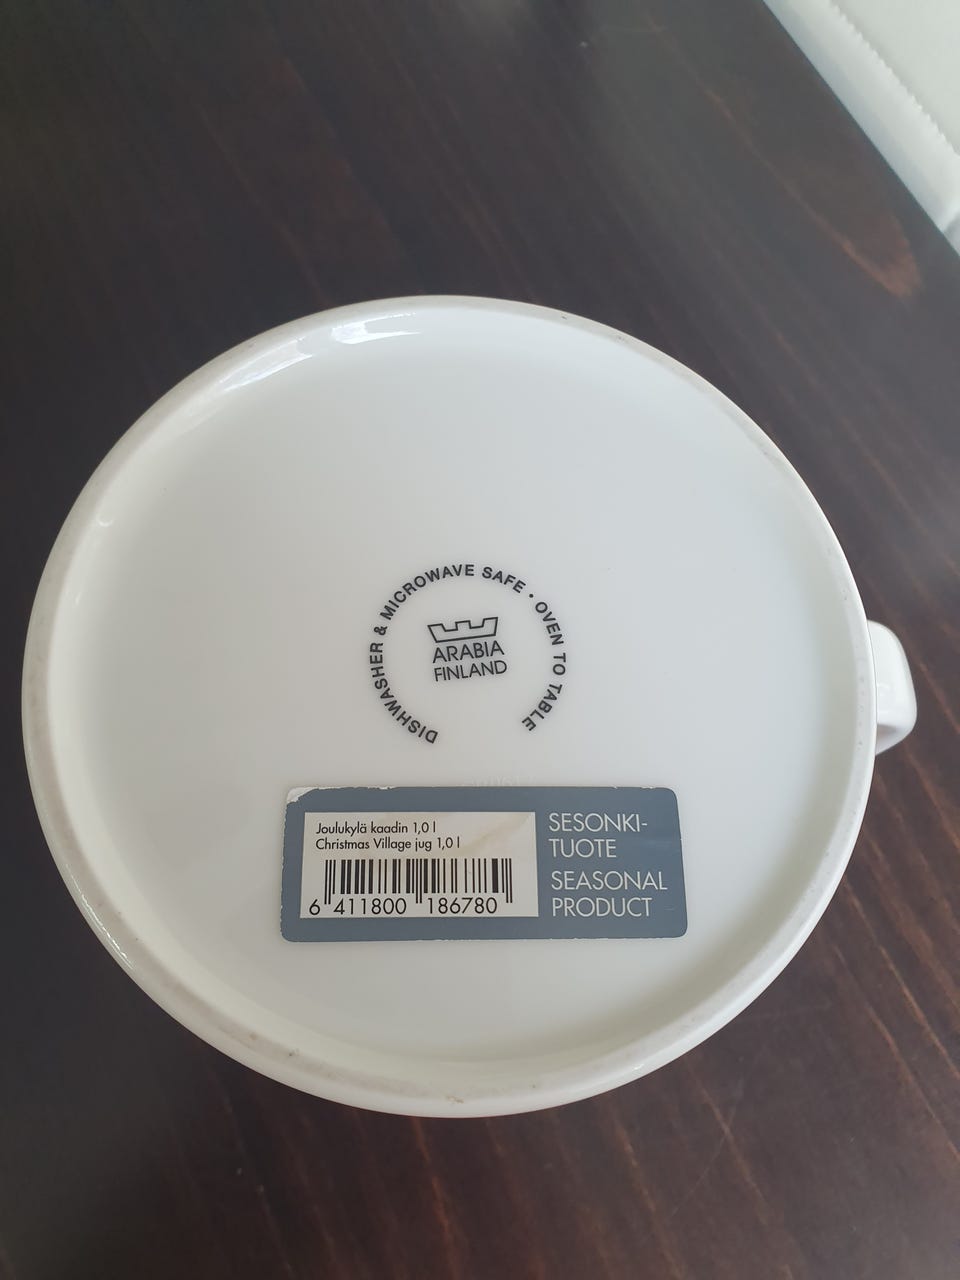 DISHWASHER & MICROWAVE SAFE • OVEN TO TABLE
ARABIA
FINLAND
Joulukylä kaadin 1,0 l
Christmas Village jug 1,0 l
6 411800 186780
SESONKI-
TUOTE
SEASONAL
PRODUCT